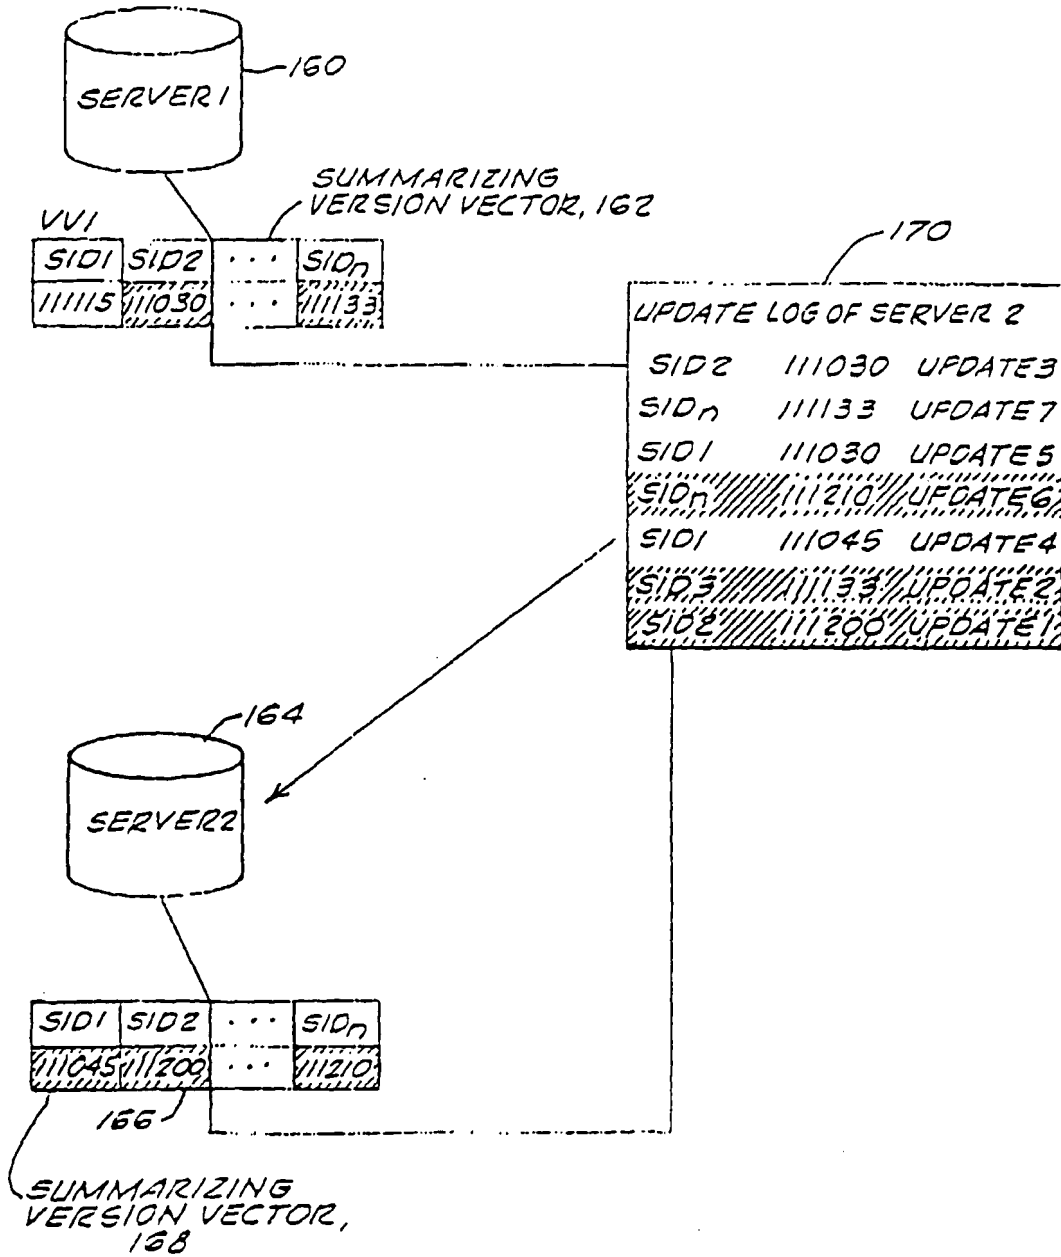 160
SERVER1
SUMMARIZING
VERSION VECTOR, 162
VV1
SID1 SID2 ... SIDn
111115 111030 ... 111133
170
UPDATE LOG OF SERVER 2
SID2 111030 UPDATE3
SIDn 111133 UPDATE7
SID1 111030 UPDATE5
SIDn 111210 UPDATE6
SID1 111045 UPDATE4
SID3 111133 UPDATE2
SID2 111200 UPDATE1
164
SERVER2
SID1 SID2 ... SIDn
111045 111200 ... 111210
166
SUMMARIZING
VERSION VECTOR,
168